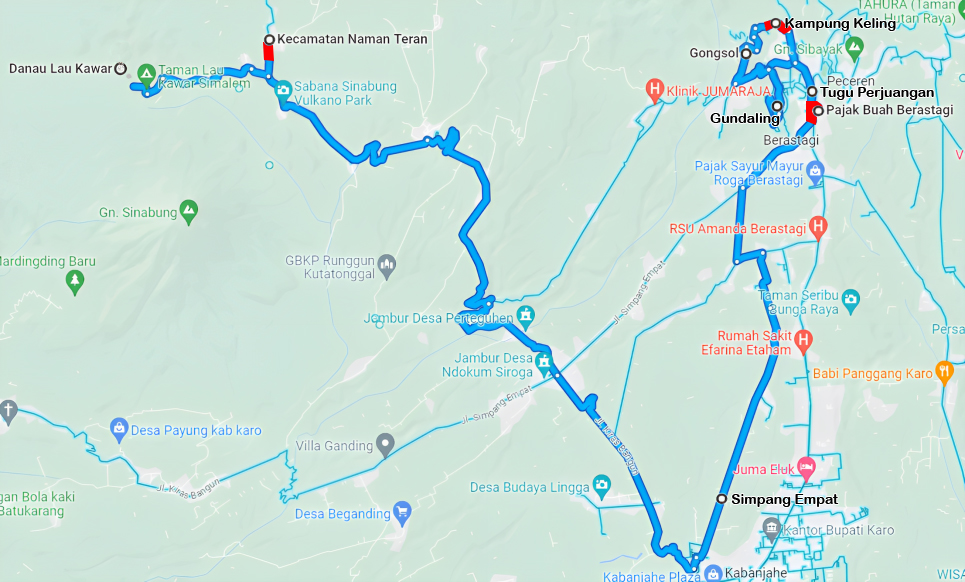 TAHURA (Taman
Hutan Raya)
Kampung Keling
Kecamatan Naman Teran
Gongsol
Gn. Sibayak
Danau Lau Kawar
Taman Lau
Kawar Simalem
Sabana Sinabung
Vulkano Park
Klinik JUMARAJA
Peceren
Tugu Perjuangan
Gundaling
Pajak Buah Berastagi
Berastagi
Pajak Sayur Mayur
Roga Berastagi
Gn. Sinabung
RSU Amanda Berastagi
Mardingding Baru
GBKP Runggun
Kutatonggal
Jl. Simpang Empat
Taman Seribu
Bunga Raya
Jambur Desa Perteguhen
Persa
Rumah Sakit
Efarina Etaham
Jambur Desa
Ndokum Siroga
Babi Panggang Karo
Jl. Simpang Empat
Desa Payung kab karo
Jl. Kiras Bangun
Villa Ganding
Juma Eluk
Jl. Kiras Bangun
Desa Budaya Lingga
Simpang Empat
gan Bola kaki
Batukarang
Desa Beganding
Kantor Bupati Karo
Kabanjahe Plaza
Kabanjahe
WISA